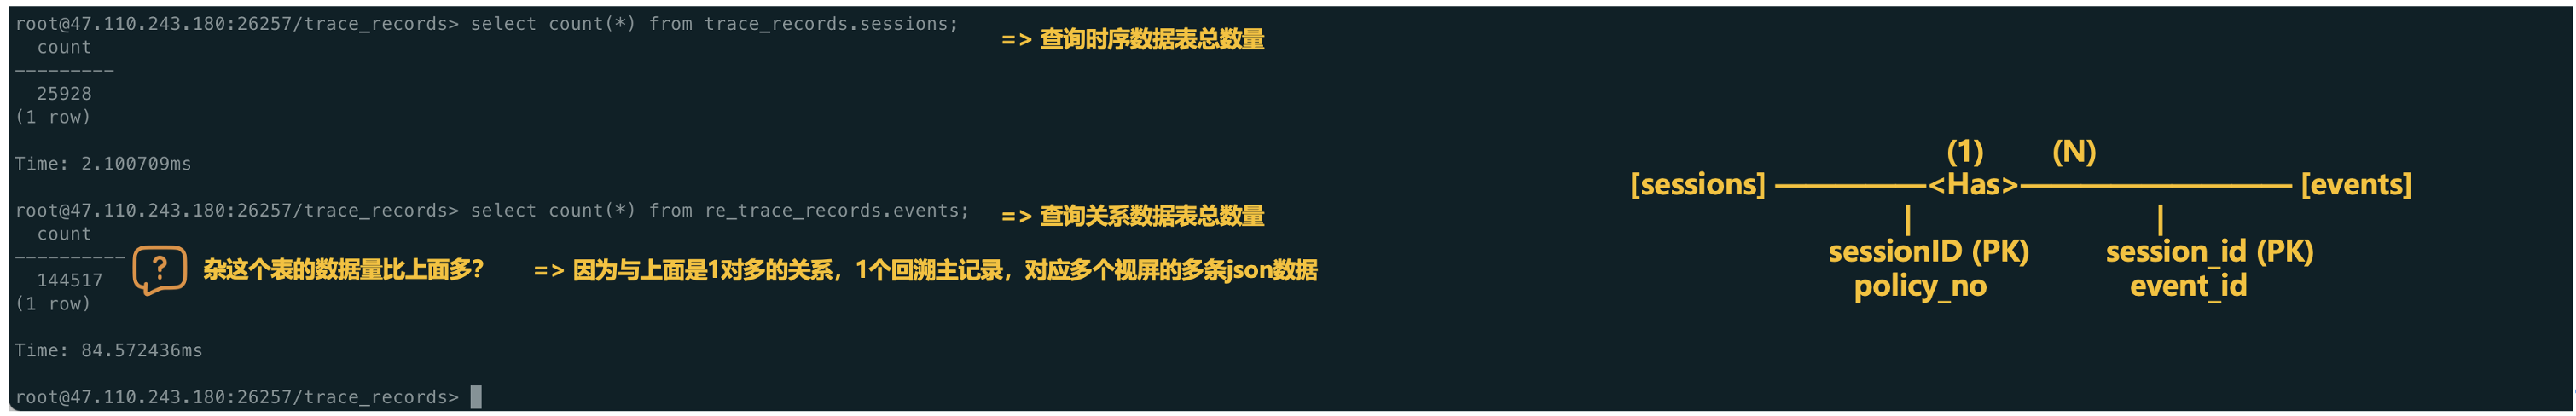 root@47.110.243.180:26257/trace_records> select count(*) from trace_records.sessions; => 查询时序数据表总数量
count
---------
25928
(1 row)
Time: 2.100709ms
root@47.110.243.180:26257/trace_records> select count(*) from re_trace_records.events; => 查询关系数据表总数量
count
----------
144517
? 杂这个表的数据量比上面多? => 因为与上面是1对多的关系，1个回溯主记录，对应多个视屏的多条json数据
(1 row)
Time: 84.572436ms
root@47.110.243.180:26257/trace_records>
(1) (N)
[sessions] ——————<Has>—————————— [events]
| |
sessionID (PK) session_id (PK)
policy_no event_id